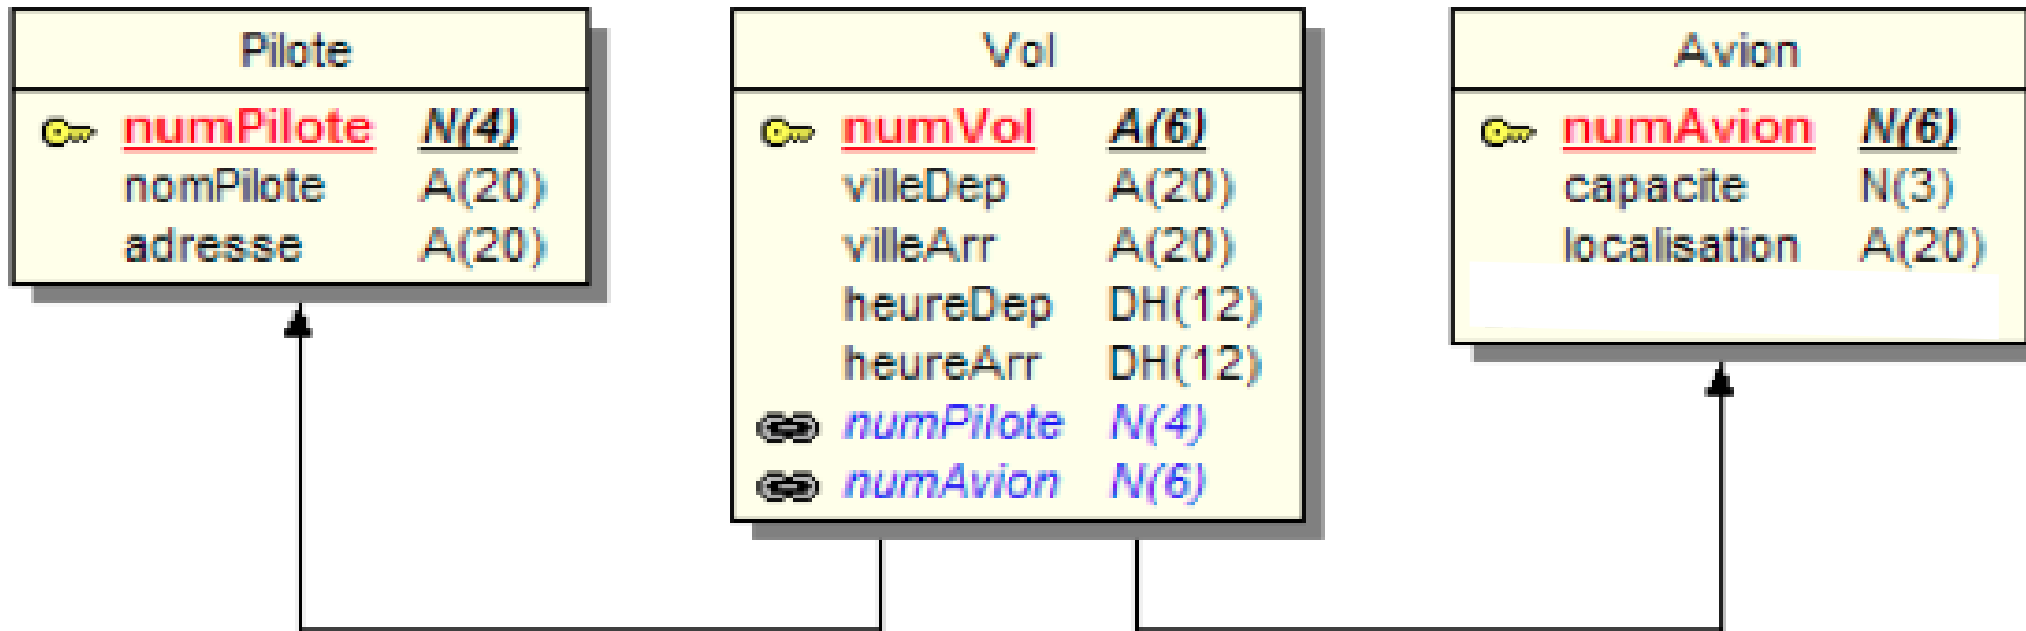 Pilote
numPilote N(4)
nomPilote A(20)
adresse A(20)
Vol
numVol A(6)
villeDep A(20)
villeArr A(20)
heureDep DH(12)
heureArr DH(12)
numPilote N(4)
numAvion N(6)
Avion
numAvion N(6)
capacite N(3)
localisation A(20)